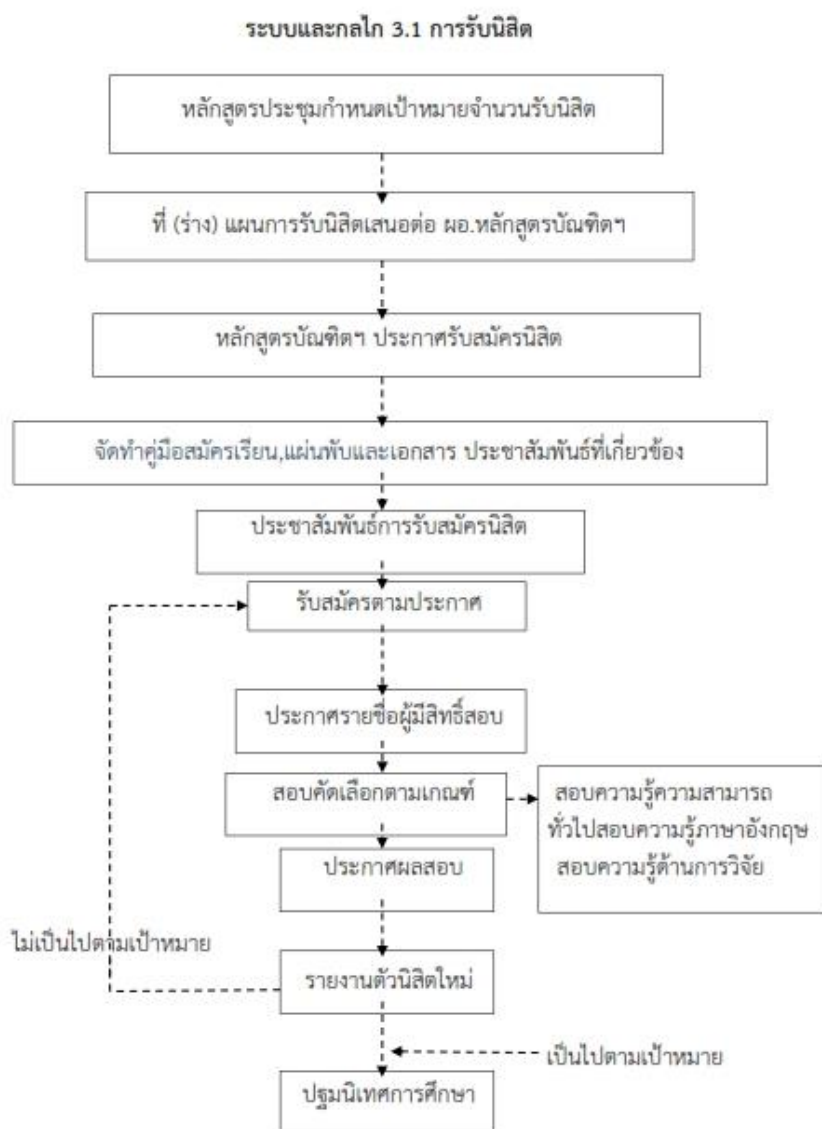 ระบบและกลไก 3.1 การรับนิสิต
หลักสูตรประชุมกำหนดเป้าหมายจำนวนรับนิสิต
ที่ (ร่าง) แผนการรับนิสิตเสนอต่อ ผอ.หลักสูตรบัณฑิตฯ
หลักสูตรบัณฑิตฯ ประกาศรับสมัครนิสิต
จัดทำคู่มือสมัครเรียน,แผ่นพับและเอกสาร ประชาสัมพันธ์ที่เกี่ยวข้อง
ประชาสัมพันธ์การรับสมัครนิสิต
รับสมัครตามประกาศ
ประกาศรายชื่อผู้มีสิทธิ์สอบ
สอบคัดเลือกตามเกณฑ์
สอบความรู้ความสามารถ
ทั่วไปสอบความรู้ภาษาอังกฤษ
สอบความรู้ด้านการวิจัย
ประกาศผลสอบ
ไม่เป็นไปตามเป้าหมาย
รายงานตัวนิสิตใหม่
เป็นไปตามเป้าหมาย
ปฐมนิเทศการศึกษา